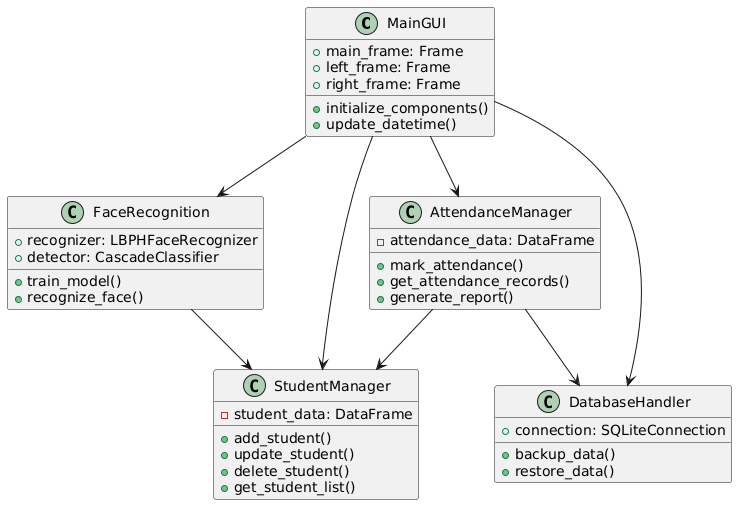 C MainGUI
main_frame: Frame
left_frame: Frame
right_frame: Frame
initialize_components()
update_datetime()
C FaceRecognition
recognizer: LBPHFaceRecognizer
detector: CascadeClassifier
train_model()
recognize_face()
C AttendanceManager
attendance_data: DataFrame
mark_attendance()
get_attendance_records()
generate_report()
C StudentManager
student_data: DataFrame
add_student()
update_student()
delete_student()
get_student_list()
C DatabaseHandler
connection: SQLiteConnection
backup_data()
restore_data()